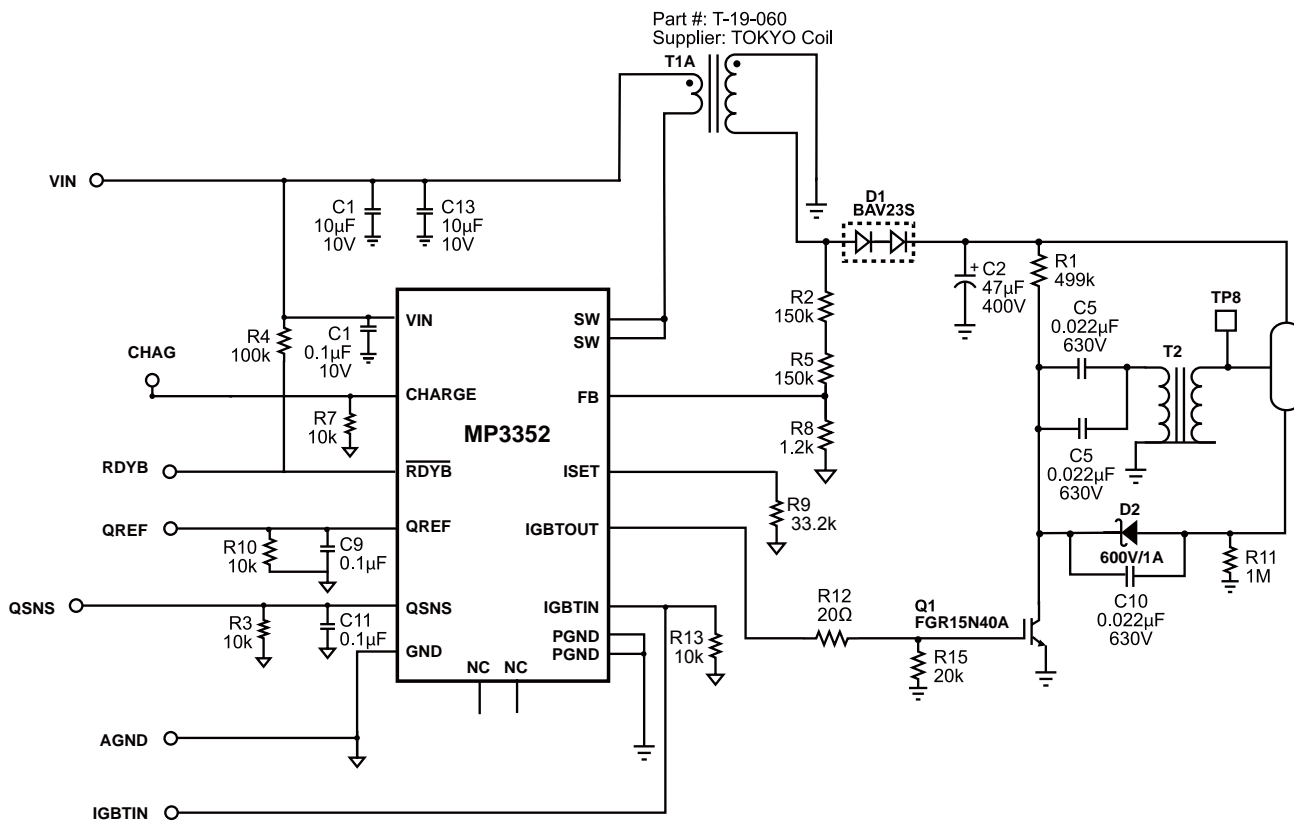 Part #: T-19-060
Supplier: TOKYO Coil
T1A
VIN
C1
10µF
10V
C13
10µF
10V
D1
BAV23S
R1
499k
+
C2
47µF
400V
R2
150k
TP8
C5
0.022µF
630V
T2
VIN
SW
SW
R4
100k
C1
0.1µF
10V
CHAG
R5
150k
CHARGE
FB
R7
10k
MP3352
R8
1.2k
C5
0.022µF
630V
RDYB
RDYB
ISET
R9
33.2k
QREF
QREF
IGBTOUT
R10
10k
C9
0.1µF
D2
600V/1A
R11
1M
C10
0.022µF
630V
QSNS
QSNS
IGBTIN
R12
20Ω
Q1
FGR15N40A
R3
10k
C11
0.1µF
PGND
PGND
R13
10k
GND
R15
20k
NC NC
AGND
IGBTIN